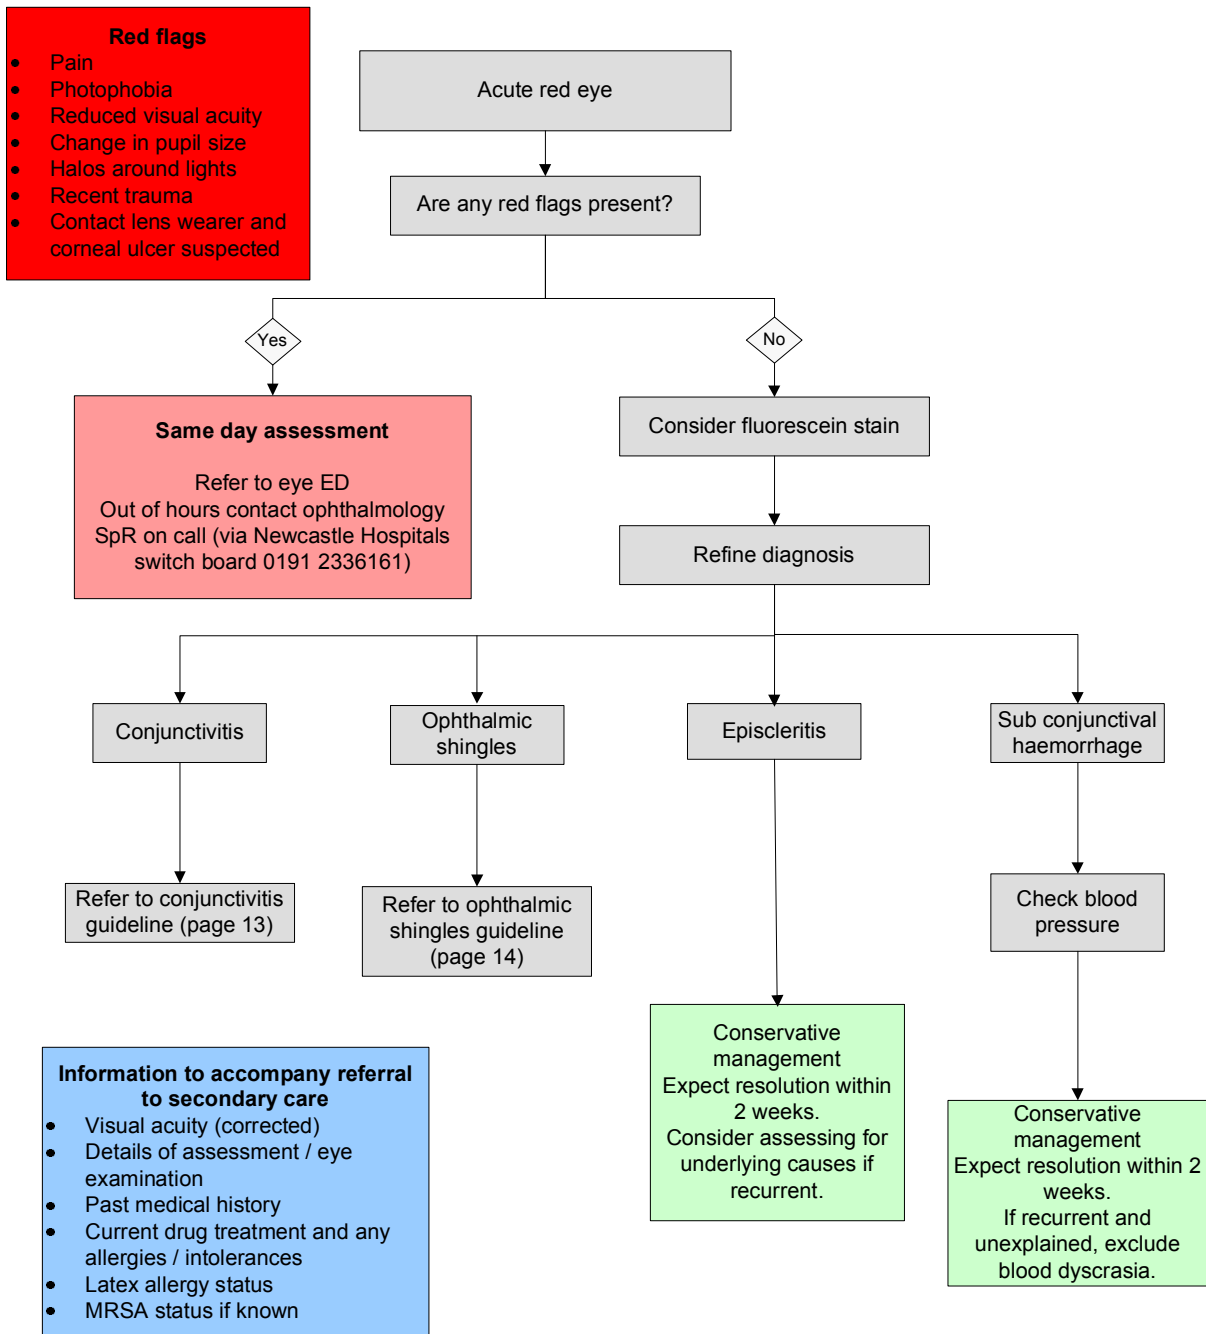 Red flags
• Pain
• Photophobia
• Reduced visual acuity
• Change in pupil size
• Halos around lights
• Recent trauma
• Contact lens wearer and
corneal ulcer suspected
Acute red eye
Are any red flags present?
Yes
No
Same day assessment
Refer to eye ED
Out of hours contact ophthalmology
SpR on call (via Newcastle Hospitals
switch board 0191 2336161)
Consider fluorescein stain
Refine diagnosis
Conjunctivitis
Ophthalmic
shingles
Episcleritis
Sub conjunctival
haemorrhage
Refer to conjunctivitis
guideline (page 13)
Refer to ophthalmic
shingles guideline
(page 14)
Check blood
pressure
Conservative
management
Expect resolution within
2 weeks.
Consider assessing for
underlying causes if
recurrent.
Conservative
management
Expect resolution within 2
weeks.
If recurrent and
unexplained, exclude
blood dyscrasia.
Information to accompany referral
to secondary care
• Visual acuity (corrected)
• Details of assessment / eye
examination
• Past medical history
• Current drug treatment and any
allergies / intolerances
• Latex allergy status
• MRSA status if known